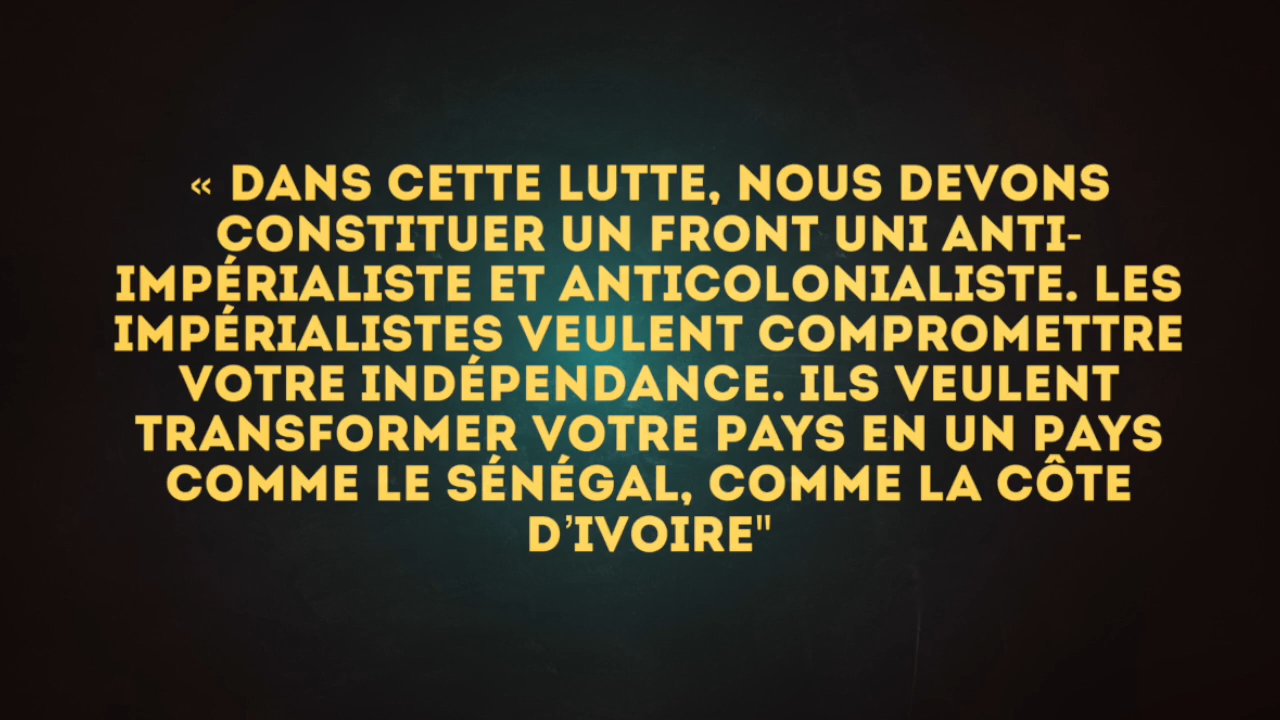 « DANS CETTE LUTTE, NOUS DEVONS
CONSTITUER UN FRONT UNI ANTI-
IMPÉRIALISTE ET ANTICOLONIALISTE. LES
IMPÉRIALISTES VEULENT COMPROMETTRE
VOTRE INDÉPENDANCE. ILS VEULENT
TRANSFORMER VOTRE PAYS EN UN PAYS
COMME LE SÉNÉGAL, COMME LA CÔTE
D’IVOIRE"